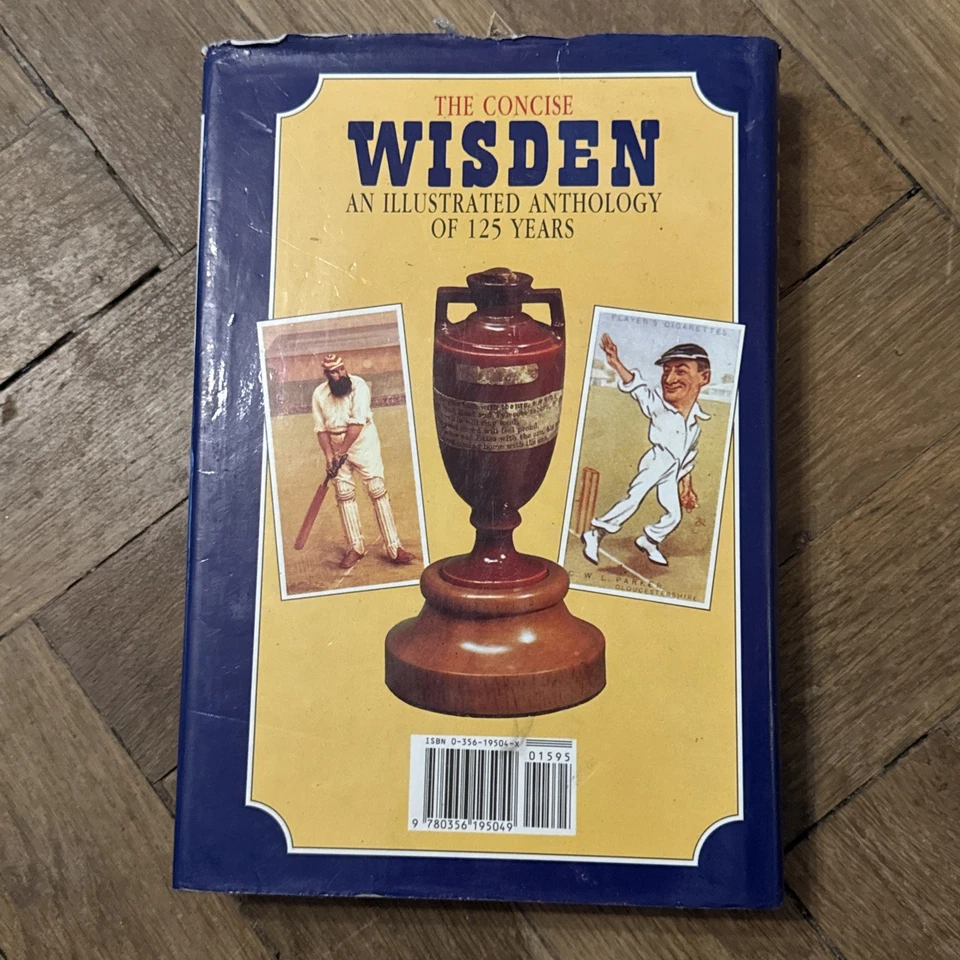 THE CONCISE
WISDEN
AN ILLUSTRATED ANTHOLOGY
OF 125 YEARS
PLAYER'S CIGARETTES
W. L. PARKER
GLOUCESTERSHIRE
ISBN 0-356-19504-X
01595
9 780356 195049